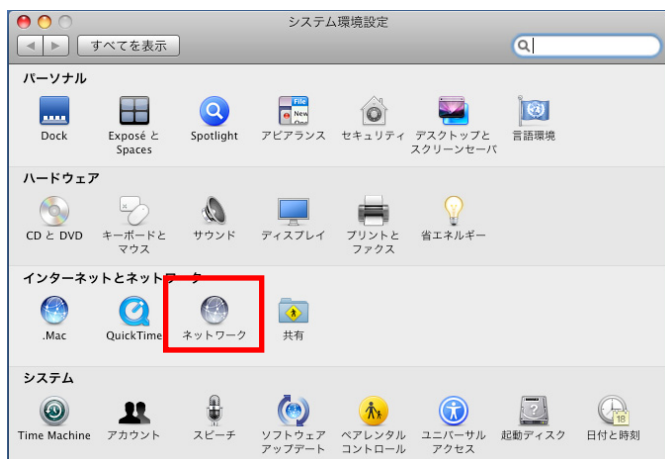 システム環境設定
すべてを表示
パーソナル
Dock
Exposé と
Spaces
Spotlight
File
New
アピアランス
セキュリティ
デスクトップと
スクリーンセーバ
言語環境
ハードウェア
CD と DVD
キーボードと
マウス
サウンド
ディスプレイ
プリントと
ファクス
省エネルギー
インターネットとネットワーク
.Mac
QuickTime
ネットワーク
共有
システム
Time Machine
アカウント
スピーチ
ソフトウェア
アップデート
ペアレンタル
コントロール
ユニバーサル
アクセス
起動ディスク
18
日付と時刻